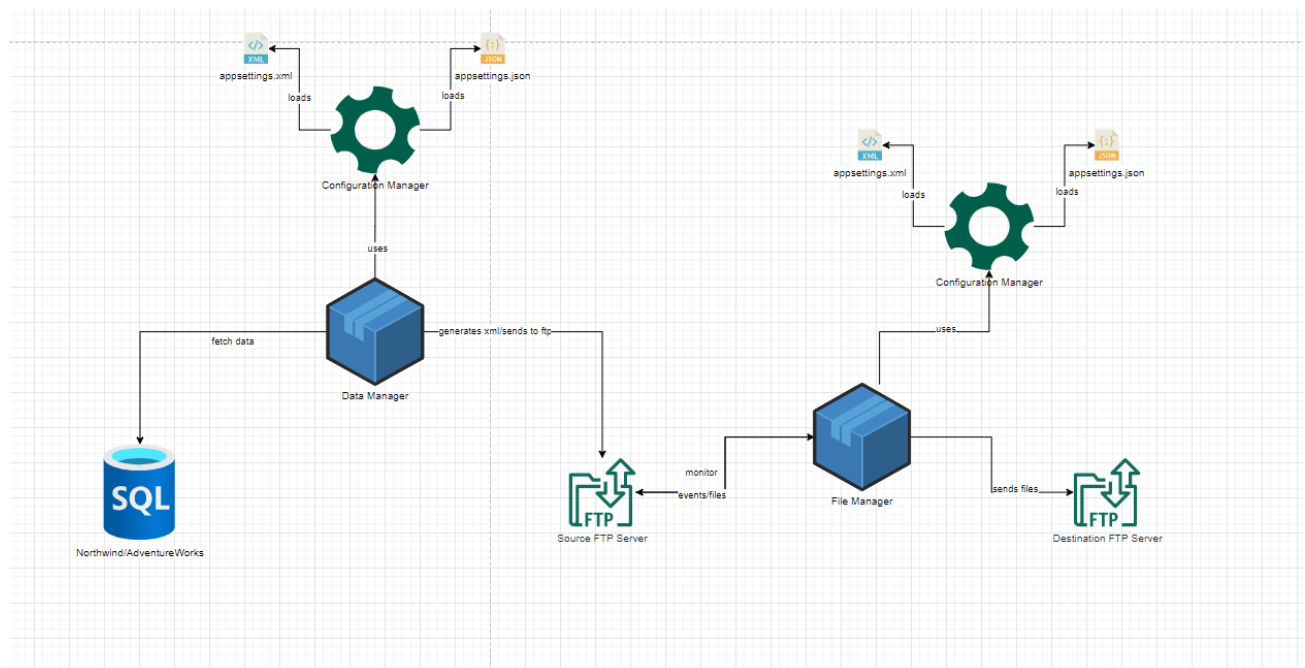 XML
JSON
appsettings.xml
appsettings.json
loads
loads
Configuration Manager
XML
JSON
appsettings.xml
appsettings.json
loads
loads
Configuration Manager
uses
uses
fetch data
generates xml/sends to ftp
Data Manager
monitor
events/files
File Manager
sends files
SQL
Northwind/AdventureWorks
FTP
Source FTP Server
FTP
Destination FTP Server